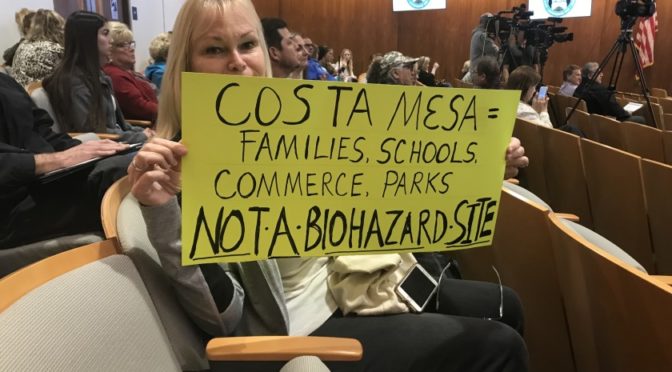 COSTA MESA =
FAMILIES, SCHOOLS,
COMMERCE, PARKS
NOT·A·BIOHAZARD·SITE